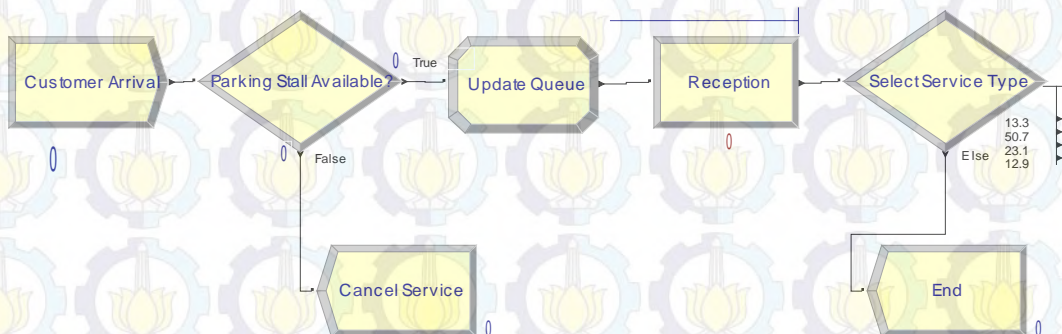 Customer Arrival
0
Parking Stall Available?
0
True
0
False
Update Queue
Reception
0
Select Service Type
13.3
50.7
23.1
12.9
Else
Cancel Service
0
End
0